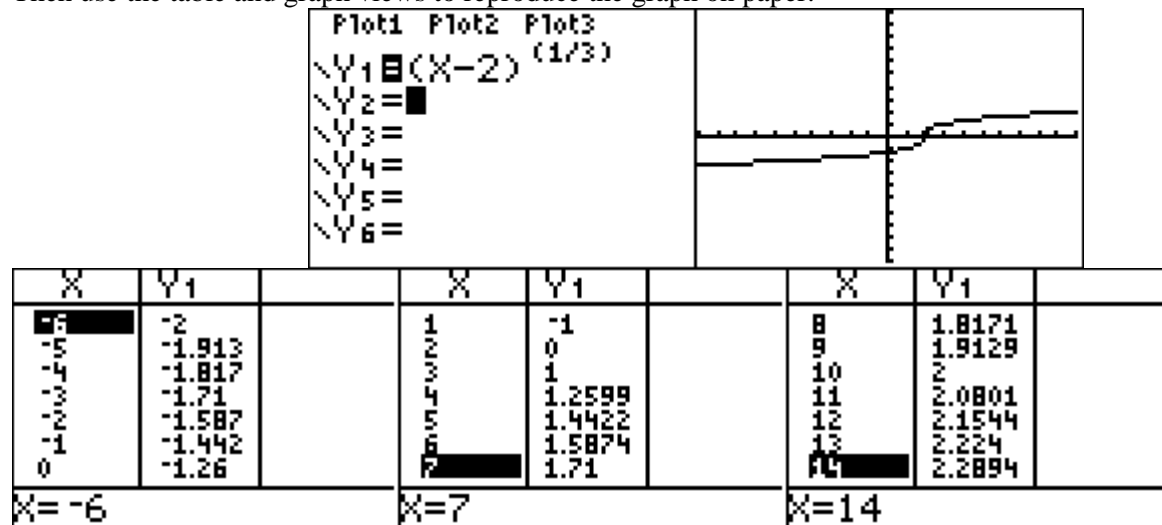 Then use the table and graph views to reproduce the graph on paper.
Plot1 Plot2 Plot3
\Y1=(X-2)^(1/3)
\Y2=
\Y3=
\Y4=
\Y5=
\Y6=
X Y1 X Y1 X Y1
-6 -2 1 -1 8 1.8171
-5 -1.913 2 0 9 1.9129
-4 -1.817 3 1 10 2
-3 -1.71 4 1.2599 11 2.0801
-2 -1.587 5 1.4422 12 2.1544
-1 -1.442 6 1.5874 13 2.224
0 -1.26 7 1.71 14 2.2894
X=-6 X=7 X=14